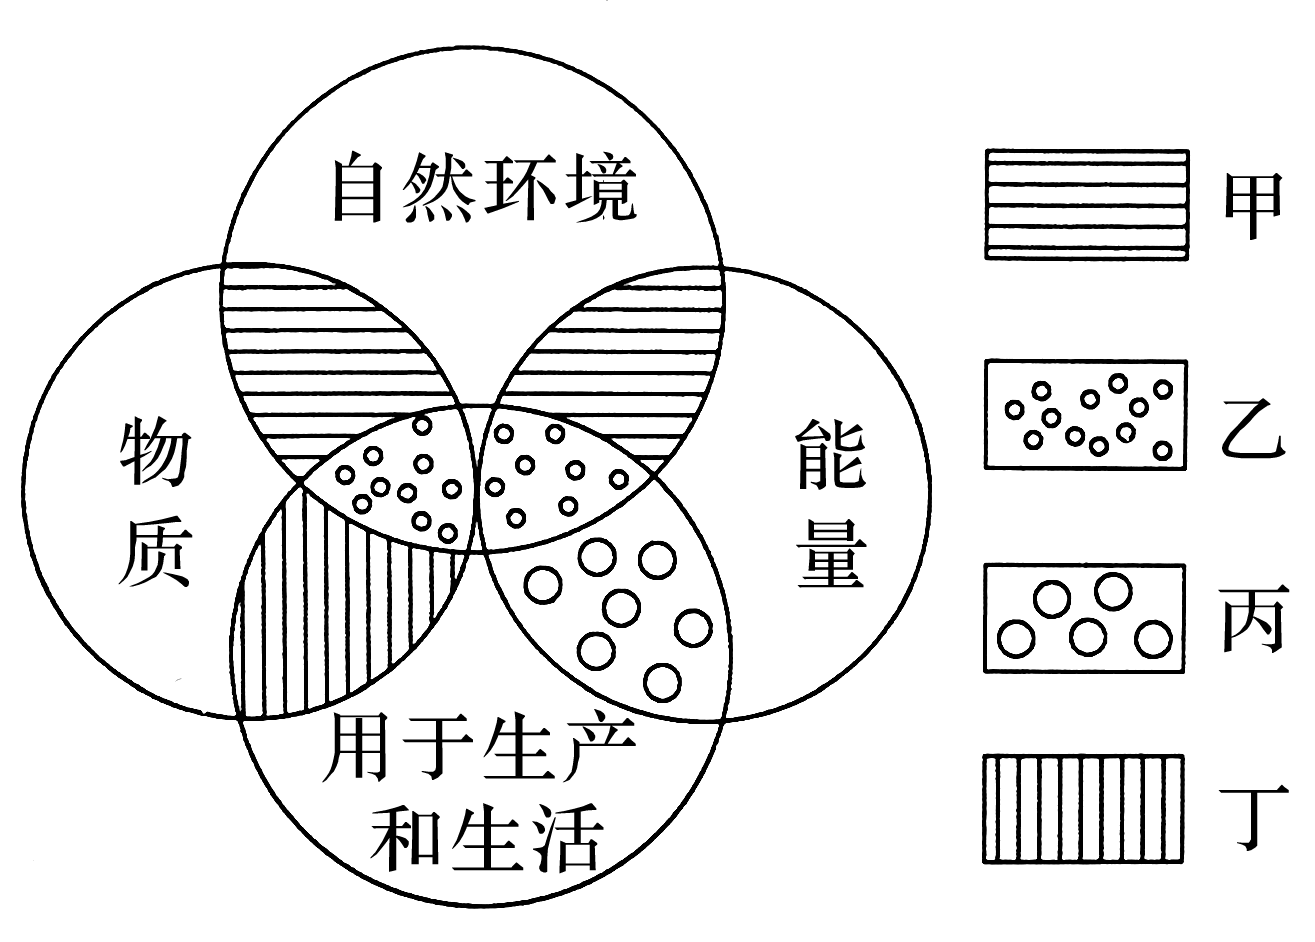 自然环境
物质
能量
用于生产
和生活
甲
乙
丙
丁